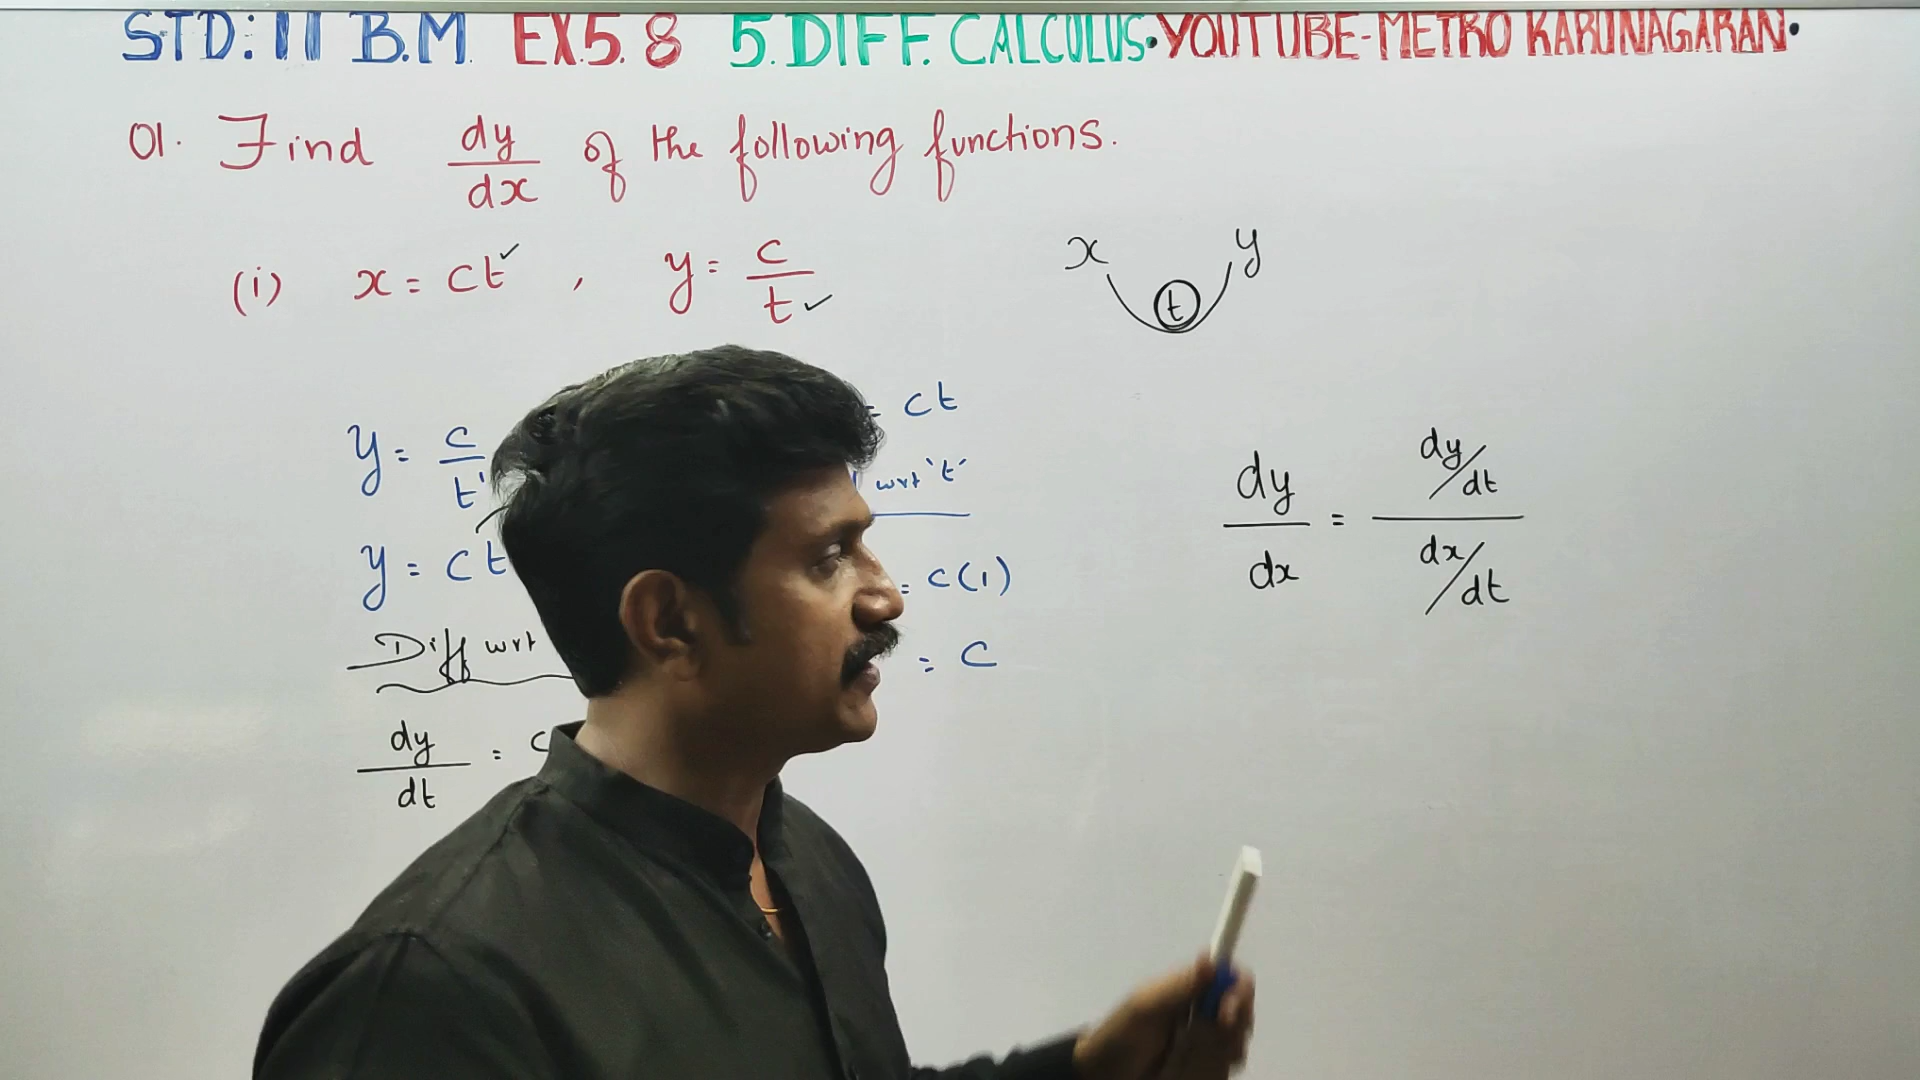 STD: 11 B.M. EX.5.8 5. DIFF. CALCULUS • YOUTUBE - METRO KARUNAGARAN •
01. Find dy/dx of the following functions.
(i) x = ct ✓ , y = c/t ✓
x y
t
y = c/t'
y = ct
Diff wrt
dy/dt = c
= ct
wrt 't'
= c(1)
= c
dy/dx = (dy/dt)/(dx/dt)